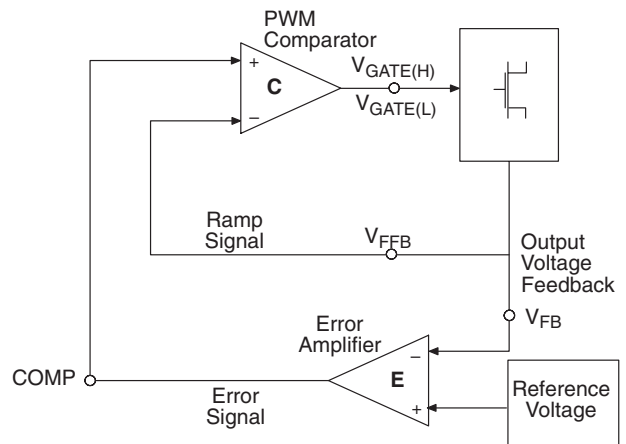 PWM
Comparator
+
C
–
VGATE(H)
VGATE(L)
Ramp
Signal
VFFB
Output
Voltage
Feedback
VFB
Error
Amplifier
–
E
+
COMP
Error
Signal
Reference
Voltage